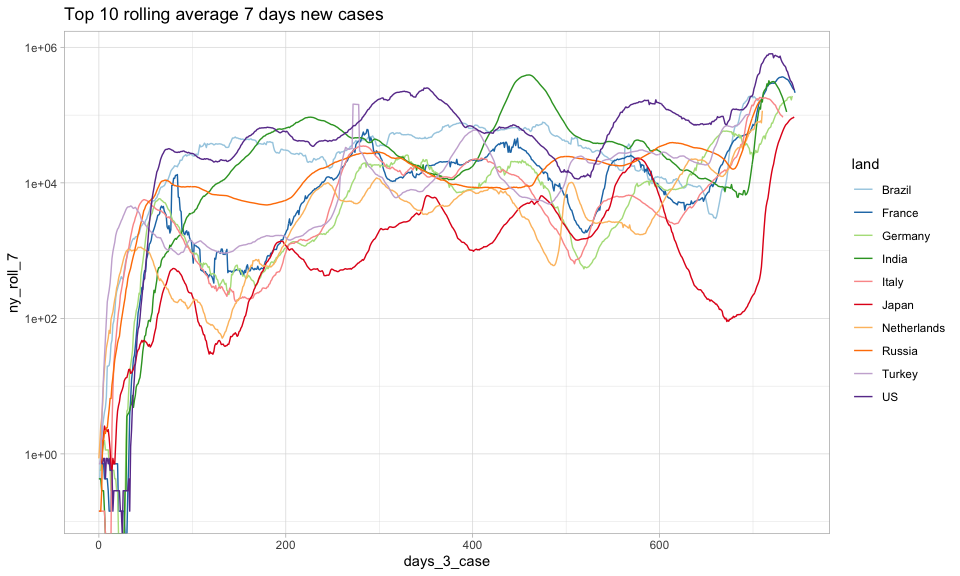 Top 10 rolling average 7 days new cases
1e+06
1e+04
1e+02
1e+00
ny_roll_7
0
200
400
600
days_3_case
land
Brazil
France
Germany
India
Italy
Japan
Netherlands
Russia
Turkey
US